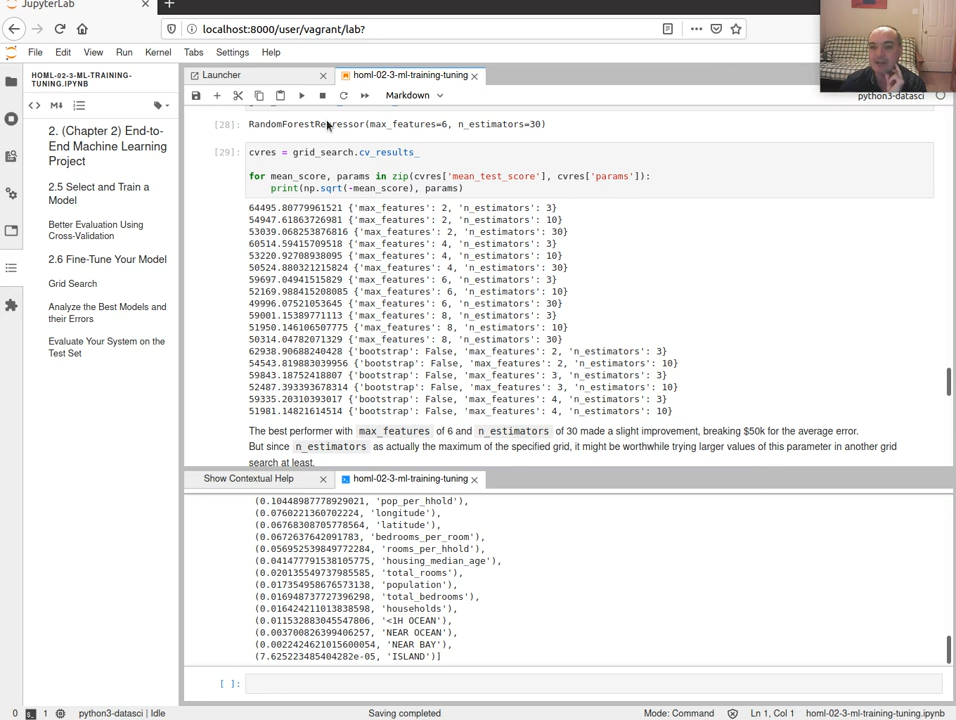 JupyterLab
localhost:8000/user/vagrant/lab?
File Edit View Run Kernel Tabs Settings Help
HOML-02-3-ML-TRAINING-
TUNING.IPYNB
2. (Chapter 2) End-to-
End Machine Learning
Project
2.5 Select and Train a
Model
Better Evaluation Using
Cross-Validation
2.6 Fine-Tune Your Model
Grid Search
Analyze the Best Models and
their Errors
Evaluate Your System on the
Test Set
Launcher
homl-02-3-ml-training-tuning
Markdown
python3-datasci
[28]: RandomForestRegressor(max_features=6, n_estimators=30)
[29]: cvres = grid_search.cv_results_
for mean_score, params in zip(cvres['mean_test_score'], cvres['params']):
print(np.sqrt(-mean_score), params)
64495.80779961521 {'max_features': 2, 'n_estimators': 3}
54947.61863726981 {'max_features': 2, 'n_estimators': 10}
53039.068253876816 {'max_features': 2, 'n_estimators': 30}
60514.59415709518 {'max_features': 4, 'n_estimators': 3}
53220.92708938095 {'max_features': 4, 'n_estimators': 10}
50524.880321215824 {'max_features': 4, 'n_estimators': 30}
59697.04941515829 {'max_features': 6, 'n_estimators': 3}
52169.988415208085 {'max_features': 6, 'n_estimators': 10}
49996.07521053645 {'max_features': 6, 'n_estimators': 30}
59001.15389771113 {'max_features': 8, 'n_estimators': 3}
51950.146106507775 {'max_features': 8, 'n_estimators': 10}
50314.04782071329 {'max_features': 8, 'n_estimators': 30}
62938.90688240428 {'bootstrap': False, 'max_features': 2, 'n_estimators': 3}
54543.819883039956 {'bootstrap': False, 'max_features': 2, 'n_estimators': 10}
59843.18752418807 {'bootstrap': False, 'max_features': 3, 'n_estimators': 3}
52487.393393678314 {'bootstrap': False, 'max_features': 3, 'n_estimators': 10}
59335.20310393017 {'bootstrap': False, 'max_features': 4, 'n_estimators': 3}
51981.14821614514 {'bootstrap': False, 'max_features': 4, 'n_estimators': 10}
The best performer with max_features of 6 and n_estimators of 30 made a slight improvement, breaking $50k for the average error.
But since n_estimators as actually the maximum of the specified grid, it might be worthwhile trying larger values of this parameter in another grid
search at least.
Show Contextual Help
homl-02-3-ml-training-tuning
(0.10448987778929021, 'pop_per_hhold'),
(0.0760221360702224, 'longitude'),
(0.06768308705778564, 'latitude'),
(0.0672637642091783, 'bedrooms_per_room'),
(0.056952539849772284, 'rooms_per_hhold'),
(0.041477791538105775, 'housing_median_age'),
(0.020135549737985585, 'total_rooms'),
(0.017354958676573138, 'population'),
(0.016948737727396298, 'total_bedrooms'),
(0.016424211013838598, 'households'),
(0.011532883045547806, '<1H OCEAN'),
(0.003700826399406257, 'NEAR OCEAN'),
(0.0022424621015600054, 'NEAR BAY'),
(7.625223485404282e-05, 'ISLAND')]
[ ]:
0 1 python3-datasci | Idle Saving completed Mode: Command Ln 1, Col 1 homl-02-3-ml-training-tuning.ipynb